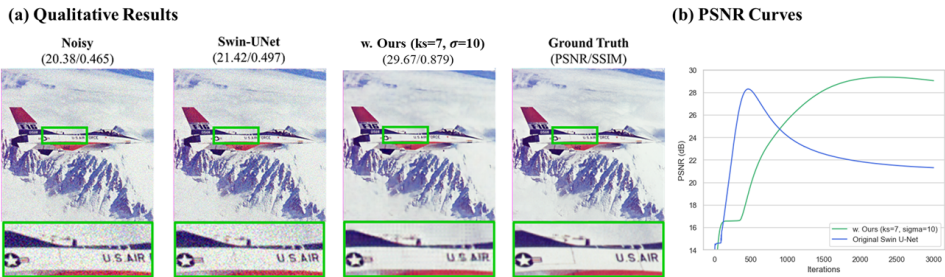 (a) Qualitative Results
Noisy
(20.38/0.465)
Swin-UNet
(21.42/0.497)
w. Ours (ks=7, σ=10)
(29.67/0.879)
Ground Truth
(PSNR/SSIM)
U.S. AIR
U.S. AIR
U.S. AIR
U.S. AIR
(b) PSNR Curves
PSNR (dB)
30
28
26
24
22
20
18
16
14
0
500
1000
1500
2000
2500
3000
Iterations
w. Ours (ks=7, sigma=10)
Original Swin U-Net